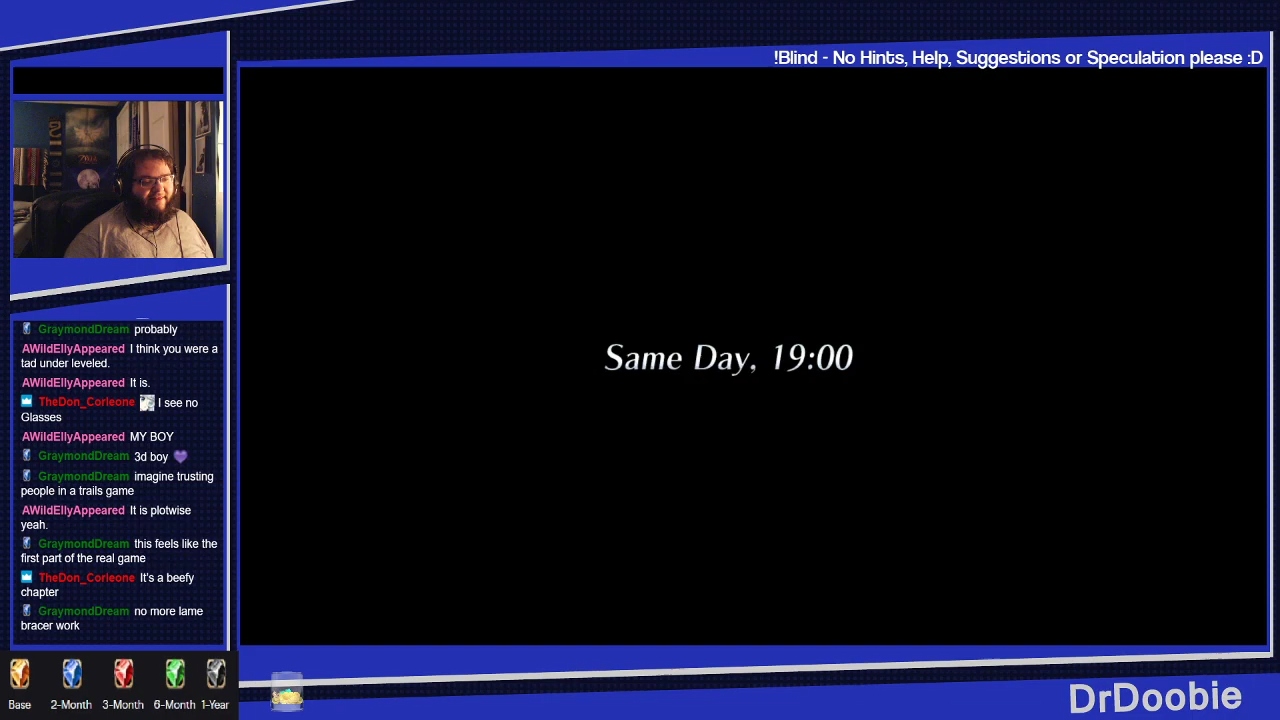 !Blind - No Hints, Help, Suggestions or Speculation please :D
Same Day, 19:00
GraymondDream probably
AWildEllyAppeared I think you were a
tad under leveled.
AWildEllyAppeared It is.
TheDon_Corleone I see no
Glasses
AWildEllyAppeared MY BOY
GraymondDream 3d boy
GraymondDream imagine trusting
people in a trails game
AWildEllyAppeared It is plotwise
yeah.
GraymondDream this feels like the
first part of the real game
TheDon_Corleone It's a beefy
chapter
GraymondDream no more lame
bracer work
Base 2-Month 3-Month 6-Month 1-Year
DrDoobie